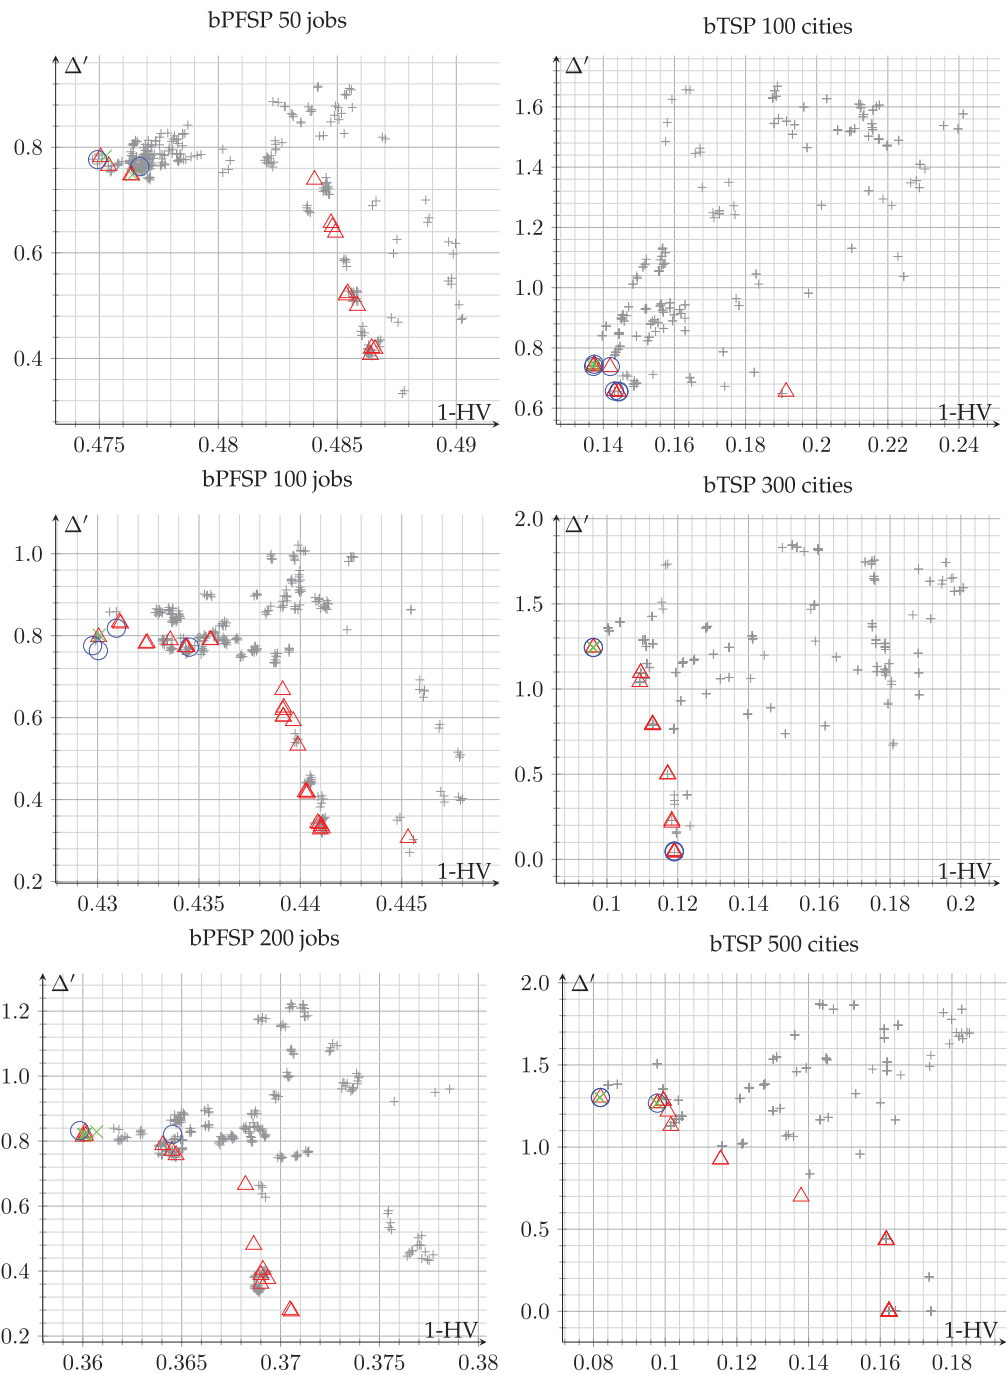 bPFSP 50 jobs
Δ′
0.8
0.6
0.4
1-HV
0.475 0.48 0.485 0.49
bTSP 100 cities
Δ′
1.6
1.4
1.2
1.0
0.8
0.6
1-HV
0.14 0.16 0.18 0.2 0.22 0.24
bPFSP 100 jobs
Δ′
1.0
0.8
0.6
0.4
0.2
1-HV
0.43 0.435 0.44 0.445
bTSP 300 cities
2.0
Δ′
1.5
1.0
0.5
0.0
1-HV
0.1 0.12 0.14 0.16 0.18 0.2
bPFSP 200 jobs
Δ′
1.2
1.0
0.8
0.6
0.4
0.2
1-HV
0.36 0.365 0.37 0.375 0.38
bTSP 500 cities
2.0
Δ′
1.5
1.0
0.5
0.0
1-HV
0.08 0.1 0.12 0.14 0.16 0.18